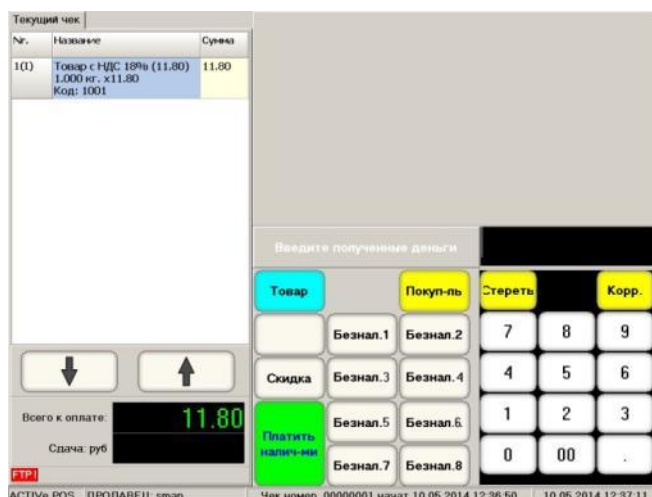 Текущий чек
Nr. Название Сумма
1(1) Товар с НДС 18% (11.80) 11.80
1.000 кг. x11.80
Код: 1001
Введите полученные деньги
Товар Покуп-ль Стереть Корр.
Безнал.1 Безнал.2 7 8 9
Скидка Безнал.3 Безнал.4 4 5 6
Платить налич-ми Безнал.5 Безнал.6 1 2 3
Безнал.7 Безнал.8 0 00 .
Всего к оплате: 11.80
Сдача: руб
FTP!
ACTIVe POS ПРОДАВЕЦ: Чек номер 00000001 начат 10.05.2014 12:36:50 10.05.2014 12:37:11